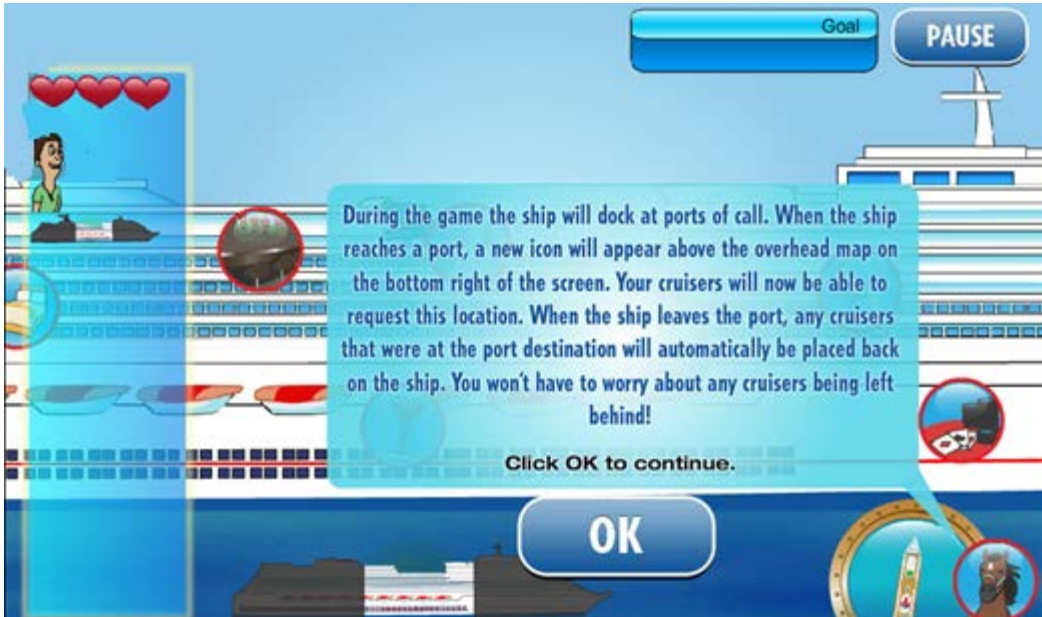 Goal
PAUSE
During the game the ship will dock at ports of call. When the ship
reaches a port, a new icon will appear above the overhead map on
the bottom right of the screen. Your cruisers will now be able to
request this location. When the ship leaves the port, any cruisers
that were at the port destination will automatically be placed back
on the ship. You won't have to worry about any cruisers being left
behind!
Click OK to continue.
OK